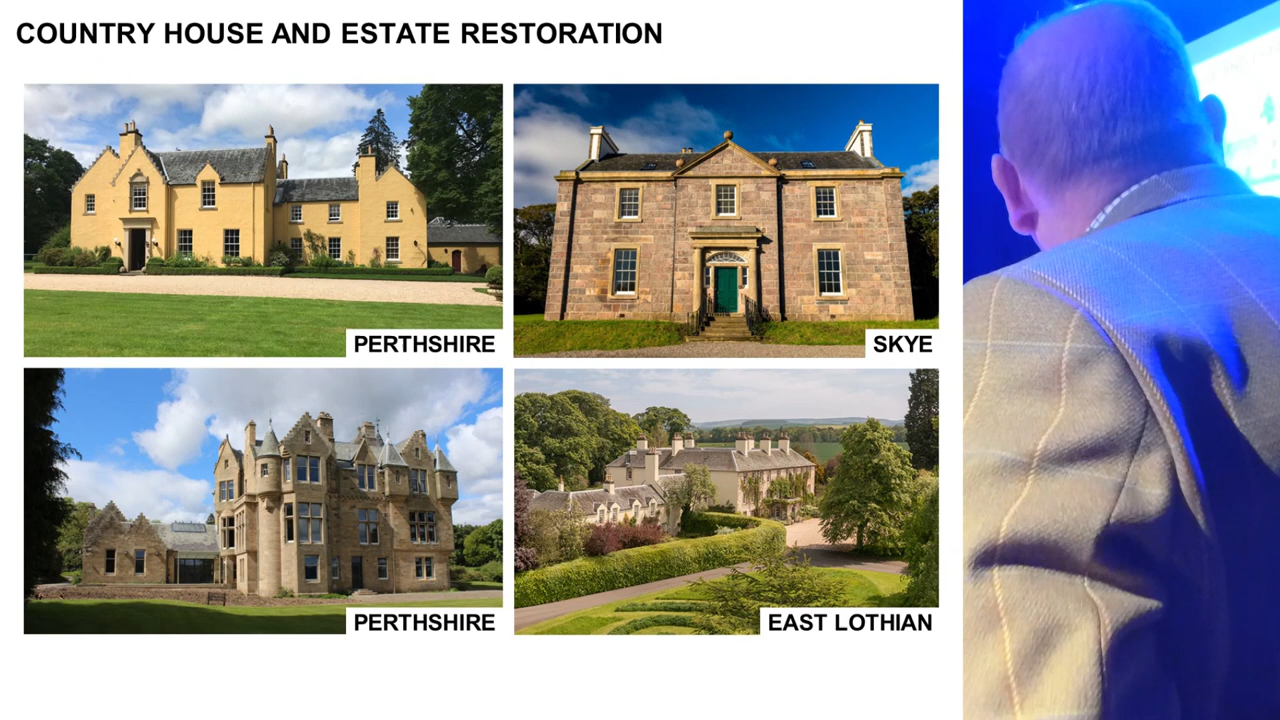 COUNTRY HOUSE AND ESTATE RESTORATION
PERTHSHIRE
SKYE
PERTHSHIRE
EAST LOTHIAN